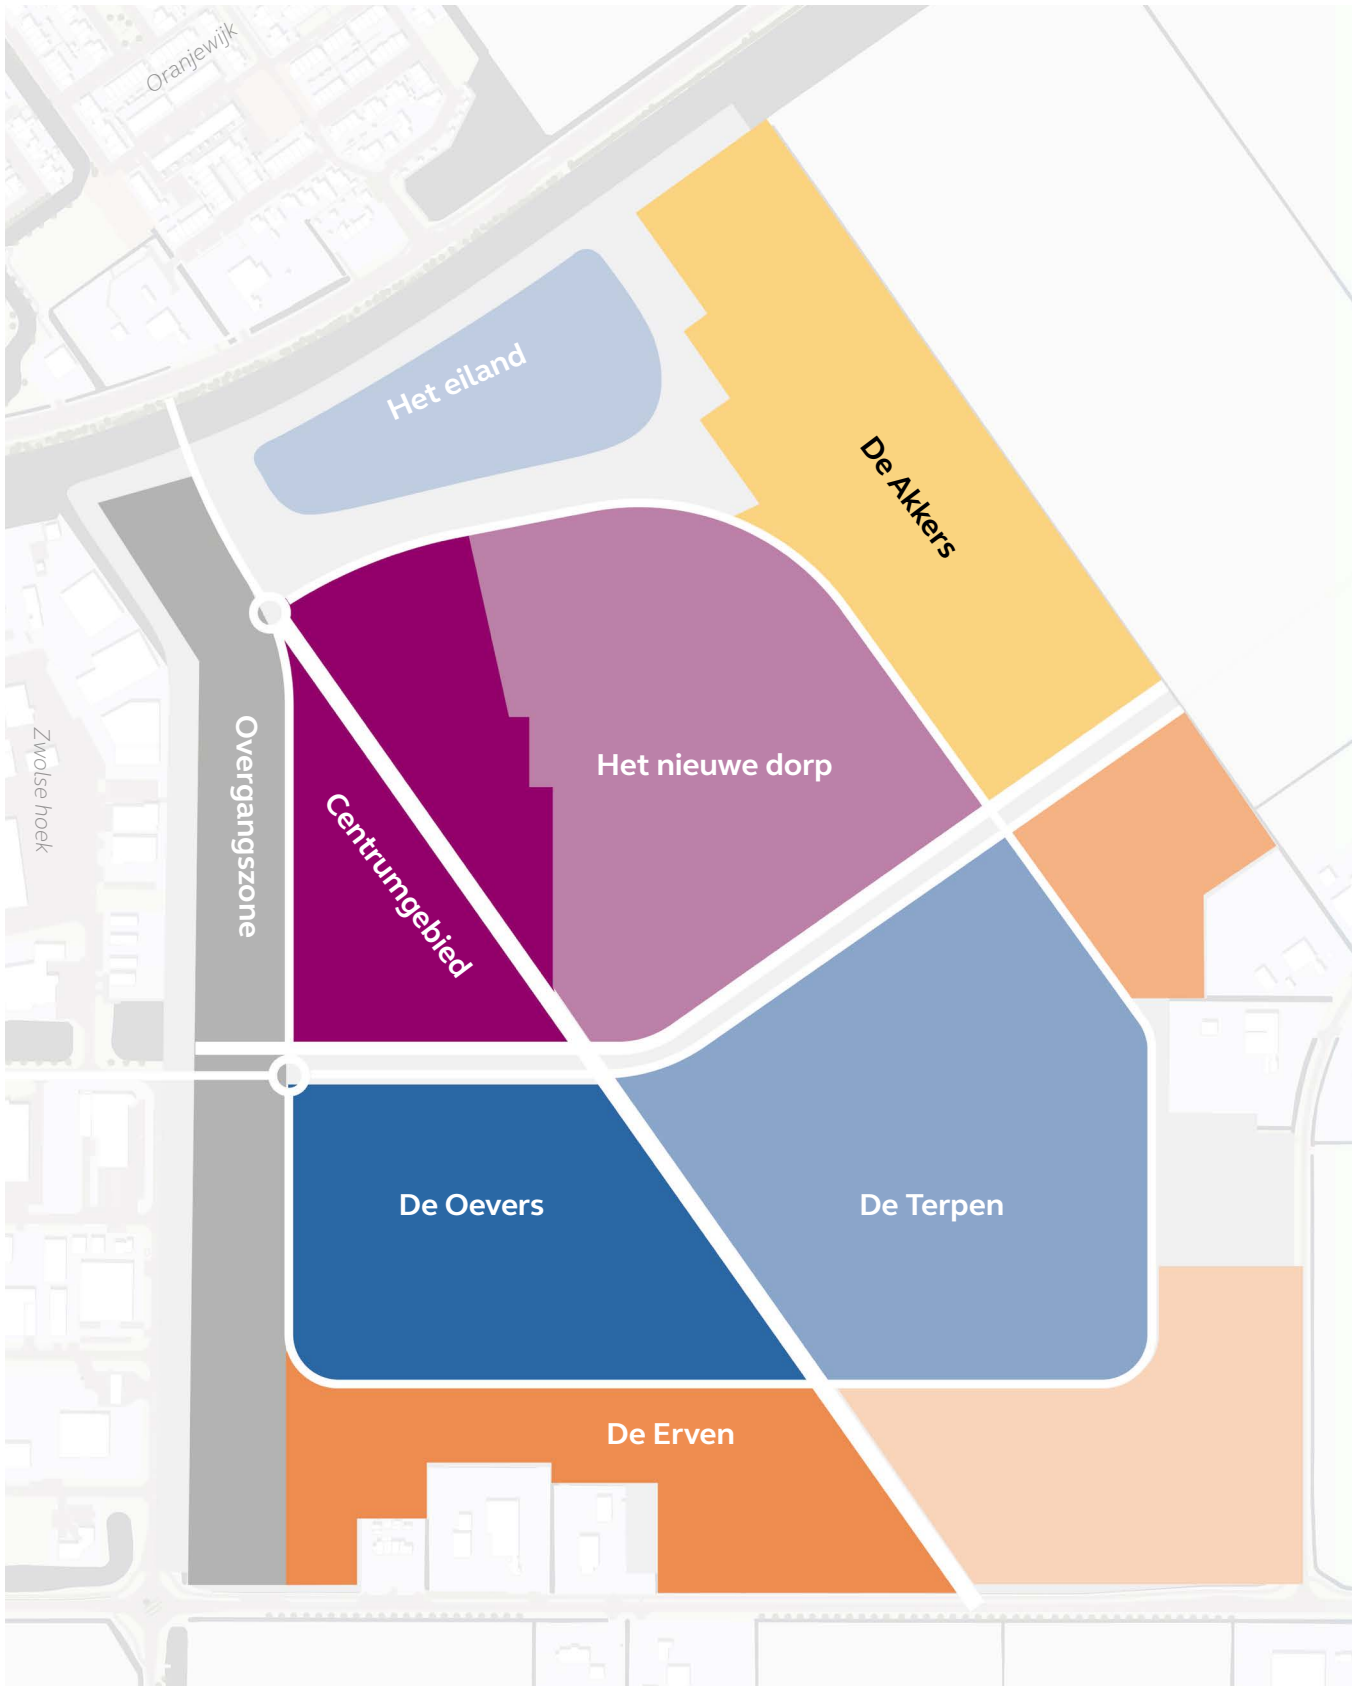 Oranjewijk
Het eiland
De Akkers
Het nieuwe dorp
Overgangszone
Zwolse hoek
Centrumgebied
De Oevers
De Terpen
De Erven